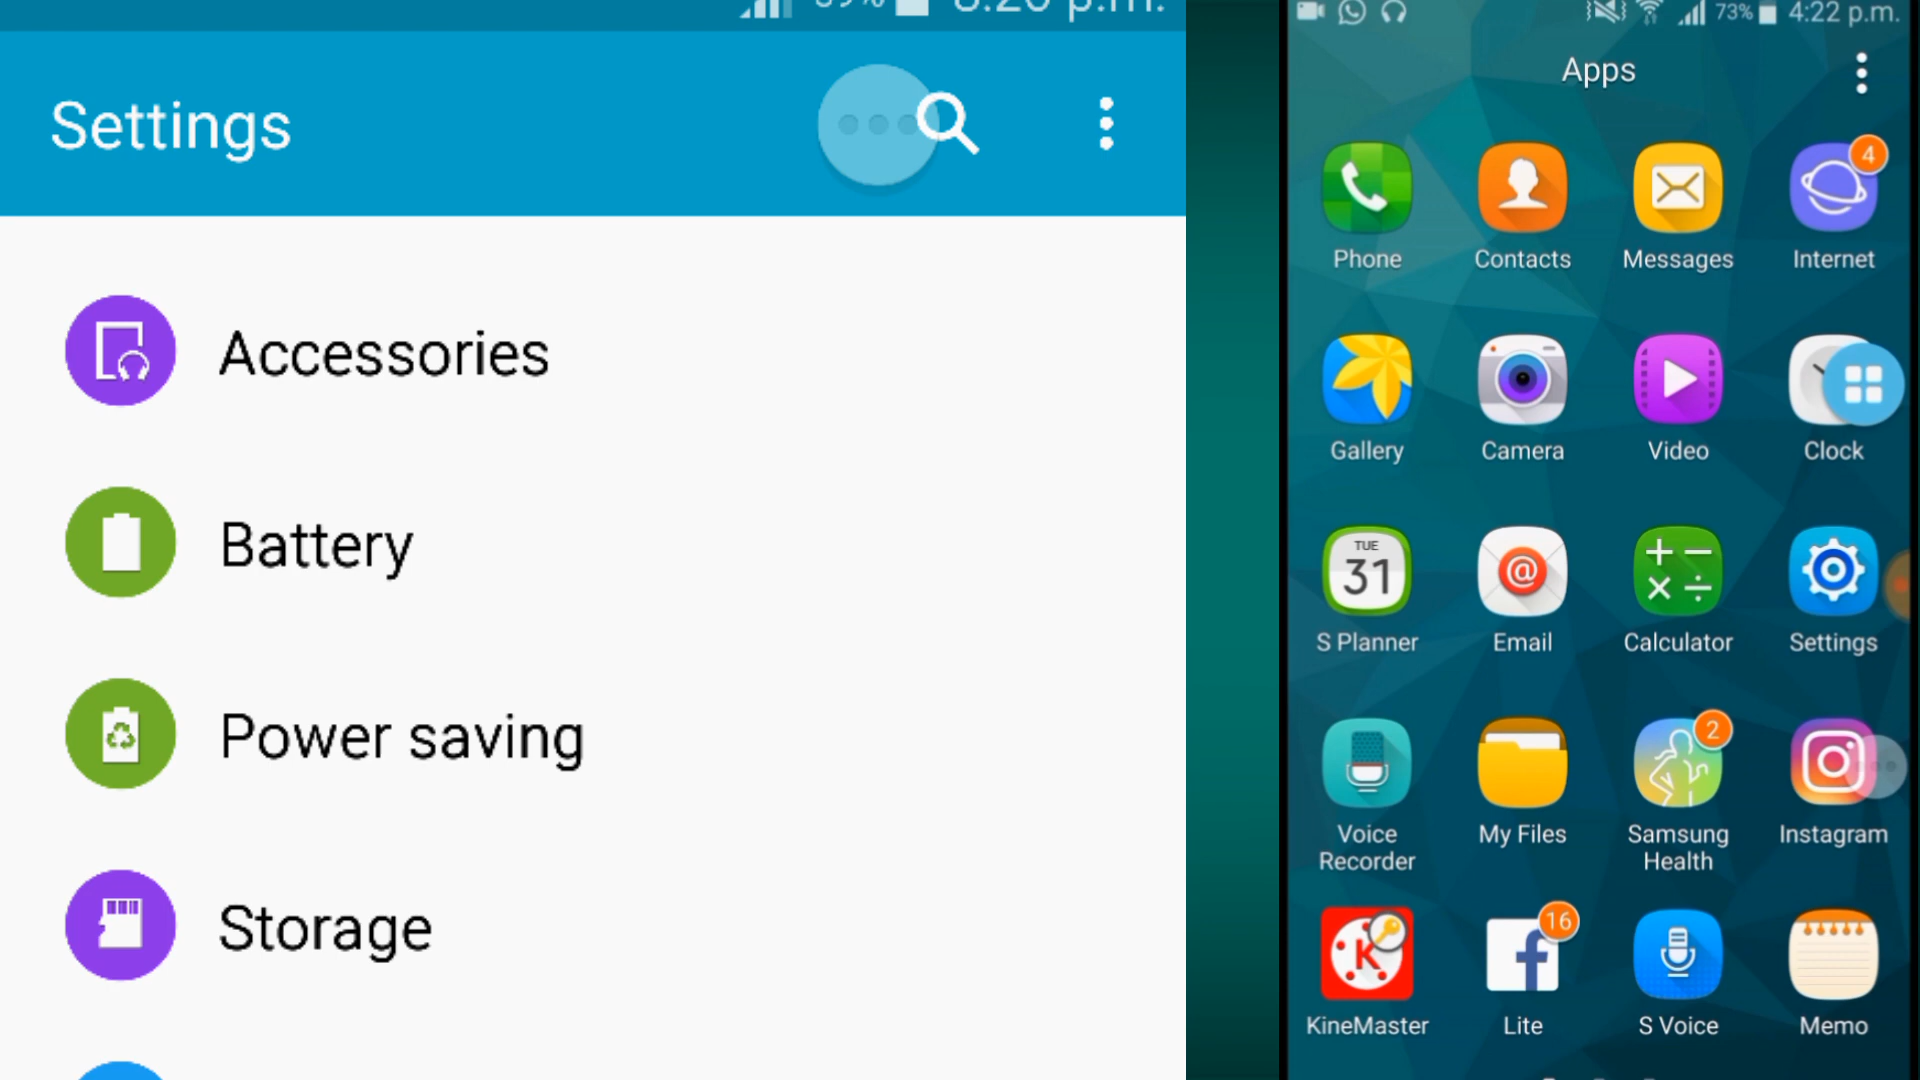 Settings
Accessories
Battery
Power saving
Storage
73% 4:22 p.m.
Apps
4
Phone Contacts Messages Internet
Gallery Camera Video Clock
TUE
31
S Planner Email Calculator Settings
2
Voice Recorder My Files Samsung Health Instagram
16
KineMaster Lite S Voice Memo